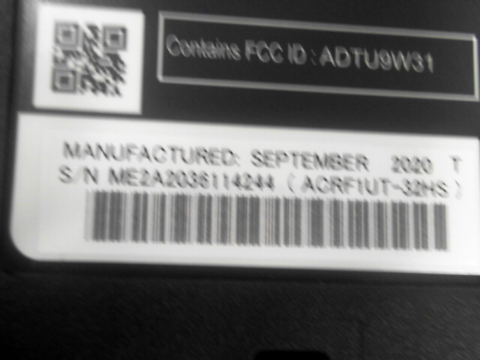 Contains FCC ID : ADTU9W31
MANUFACTURED: SEPTEMBER 2020 T
S/N ME2A2036114244 ( ACRF1UT-32HS )